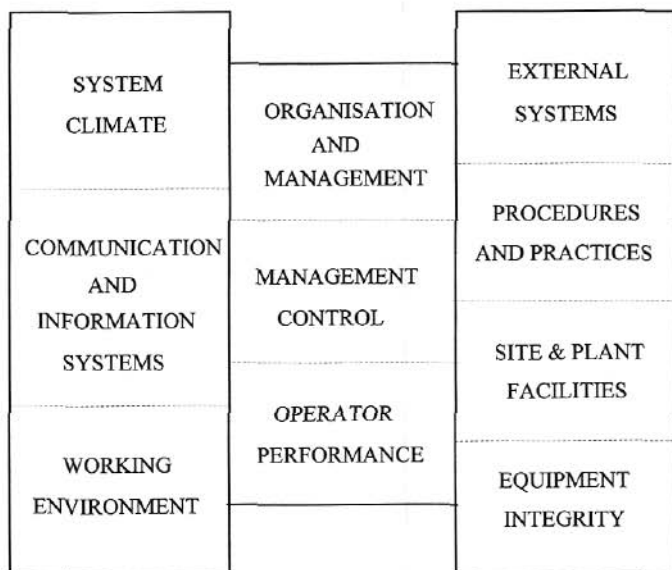 SYSTEM
CLIMATE
COMMUNICATION
AND
INFORMATION
SYSTEMS
WORKING
ENVIRONMENT
ORGANISATION
AND
MANAGEMENT
MANAGEMENT
CONTROL
OPERATOR
PERFORMANCE
EXTERNAL
SYSTEMS
PROCEDURES
AND PRACTICES
SITE & PLANT
FACILITIES
EQUIPMENT
INTEGRITY